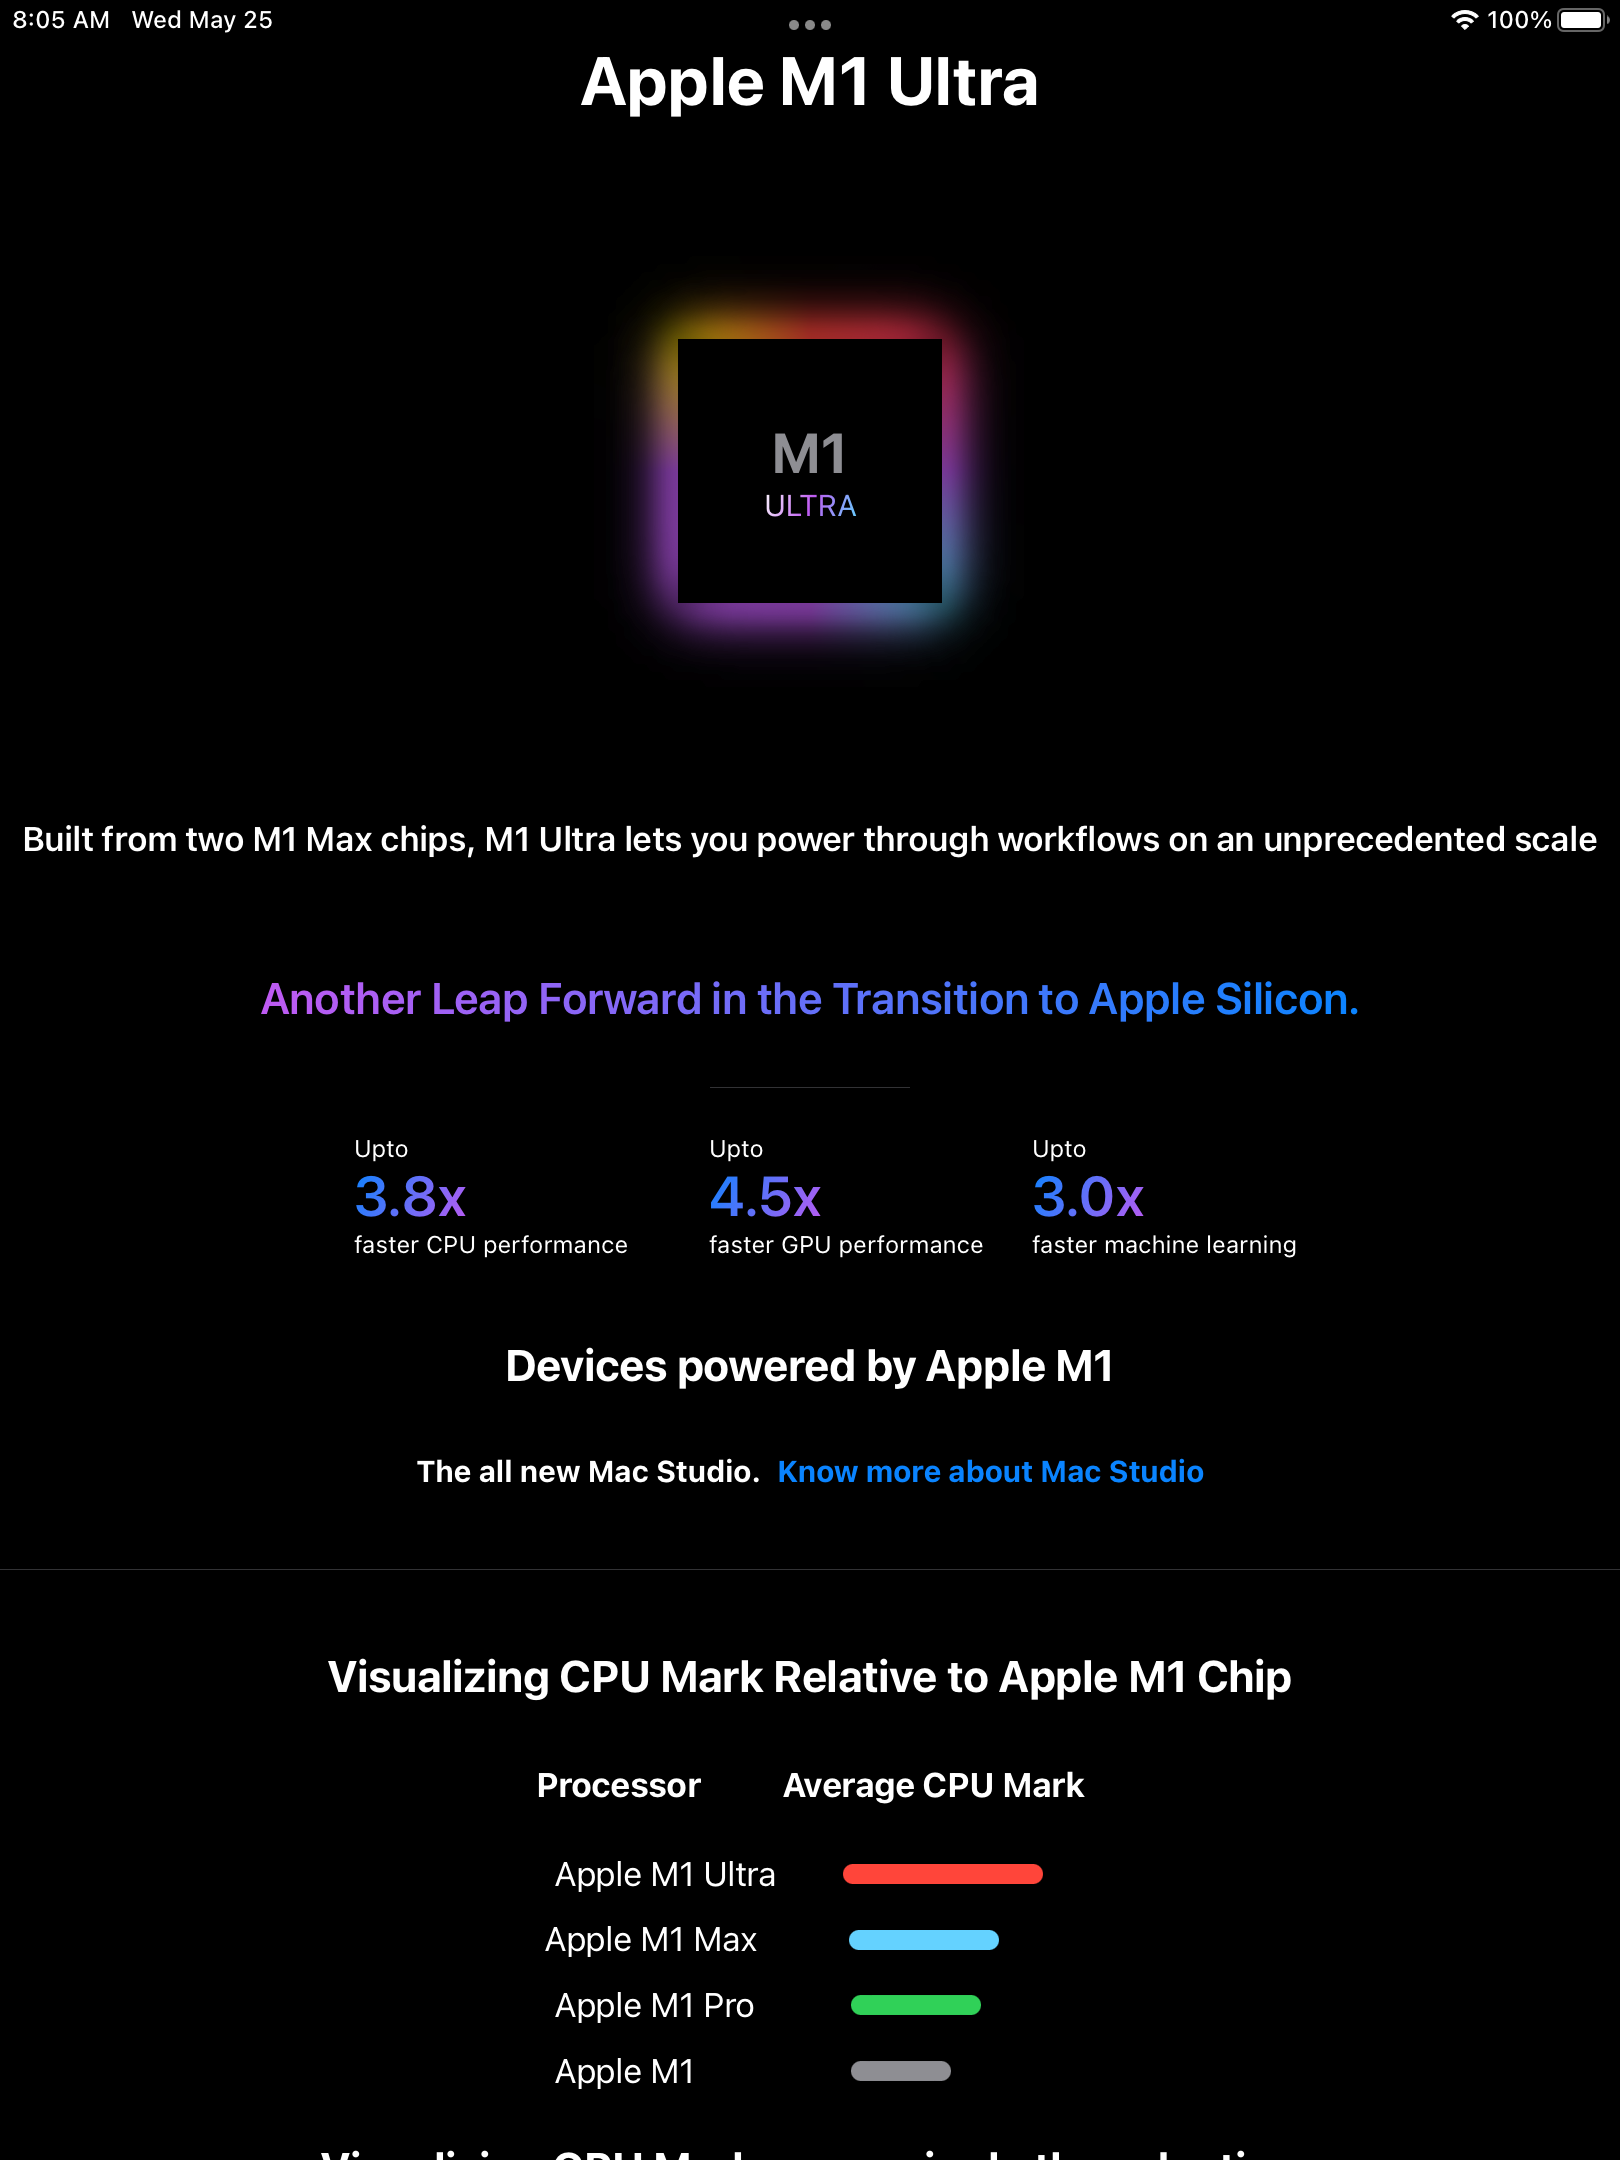 8:05 AM Wed May 25
100%
Apple M1 Ultra
M1
ULTRA
Built from two M1 Max chips, M1 Ultra lets you power through workflows on an unprecedented scale
Another Leap Forward in the Transition to Apple Silicon.
Upto
3.8x
faster CPU performance
Upto
4.5x
faster GPU performance
Upto
3.0x
faster machine learning
Devices powered by Apple M1
The all new Mac Studio. Know more about Mac Studio
Visualizing CPU Mark Relative to Apple M1 Chip
Processor Average CPU Mark
Apple M1 Ultra
Apple M1 Max
Apple M1 Pro
Apple M1